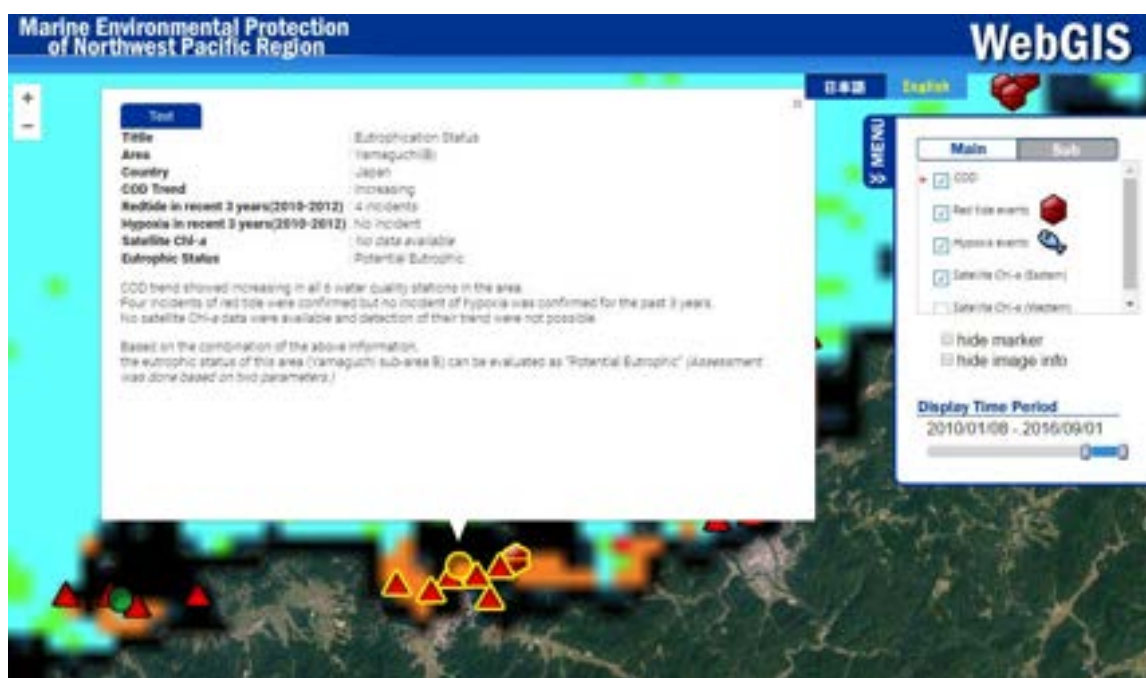 Marine Environmental Protection
of Northwest Pacific Region
WebGIS
日本語 English
+
−
Text
Tittle : Eutrophication Status
Area : Yamaguchi(B)
Country : Japan
COD Trend : Increasing
Redtide in recent 3 years(2010-2012) : 4 incidents
Hypoxia in recent 3 years(2010-2012) : No incident
Satellite Chl-a : No data available
Eutrophic Status : Potential Eutrophic
COD trend showed increasing in all 6 water quality stations in the area.
Four incidents of red tide were confirmed but no incident of hypoxia was confirmed for the past 3 years.
No satellite Chl-a data were available and detection of their trend were not possible.
Based on the combination of the above information,
the eutrophic status of this area (Yamaguchi sub-area B) can be evaluated as "Potential Eutrophic" (Assessment
was done based on two parameters.)
>> MENU
Main Sub
COD
Red tide events
Hypoxia events
Satellite Chl-a (Eastern)
Satellite Chl-a (Western)
hide marker
hide image info
Display Time Period
2010/01/08 - 2016/09/01